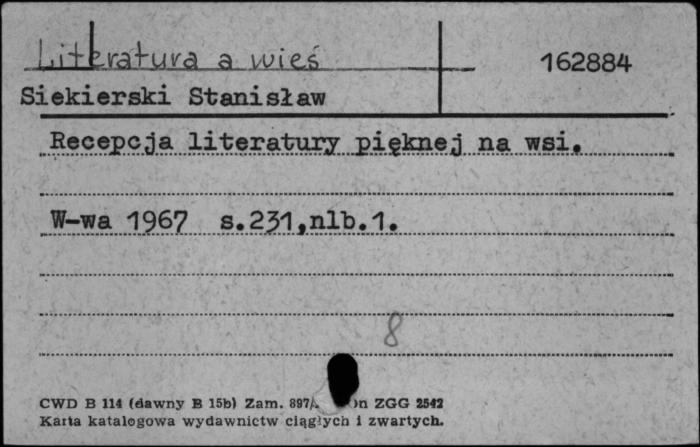 Literatura a wieś
162884
Siekierski Stanisław
Recepcja literatury pięknej na wsi.
W-wa 1967 s.231,nlb.1.
8
CWD B 114 (dawny B 15b) Zam. 897/ ZGG 2542
Karta katalogowa wydawnictw ciągłych i zwartych.